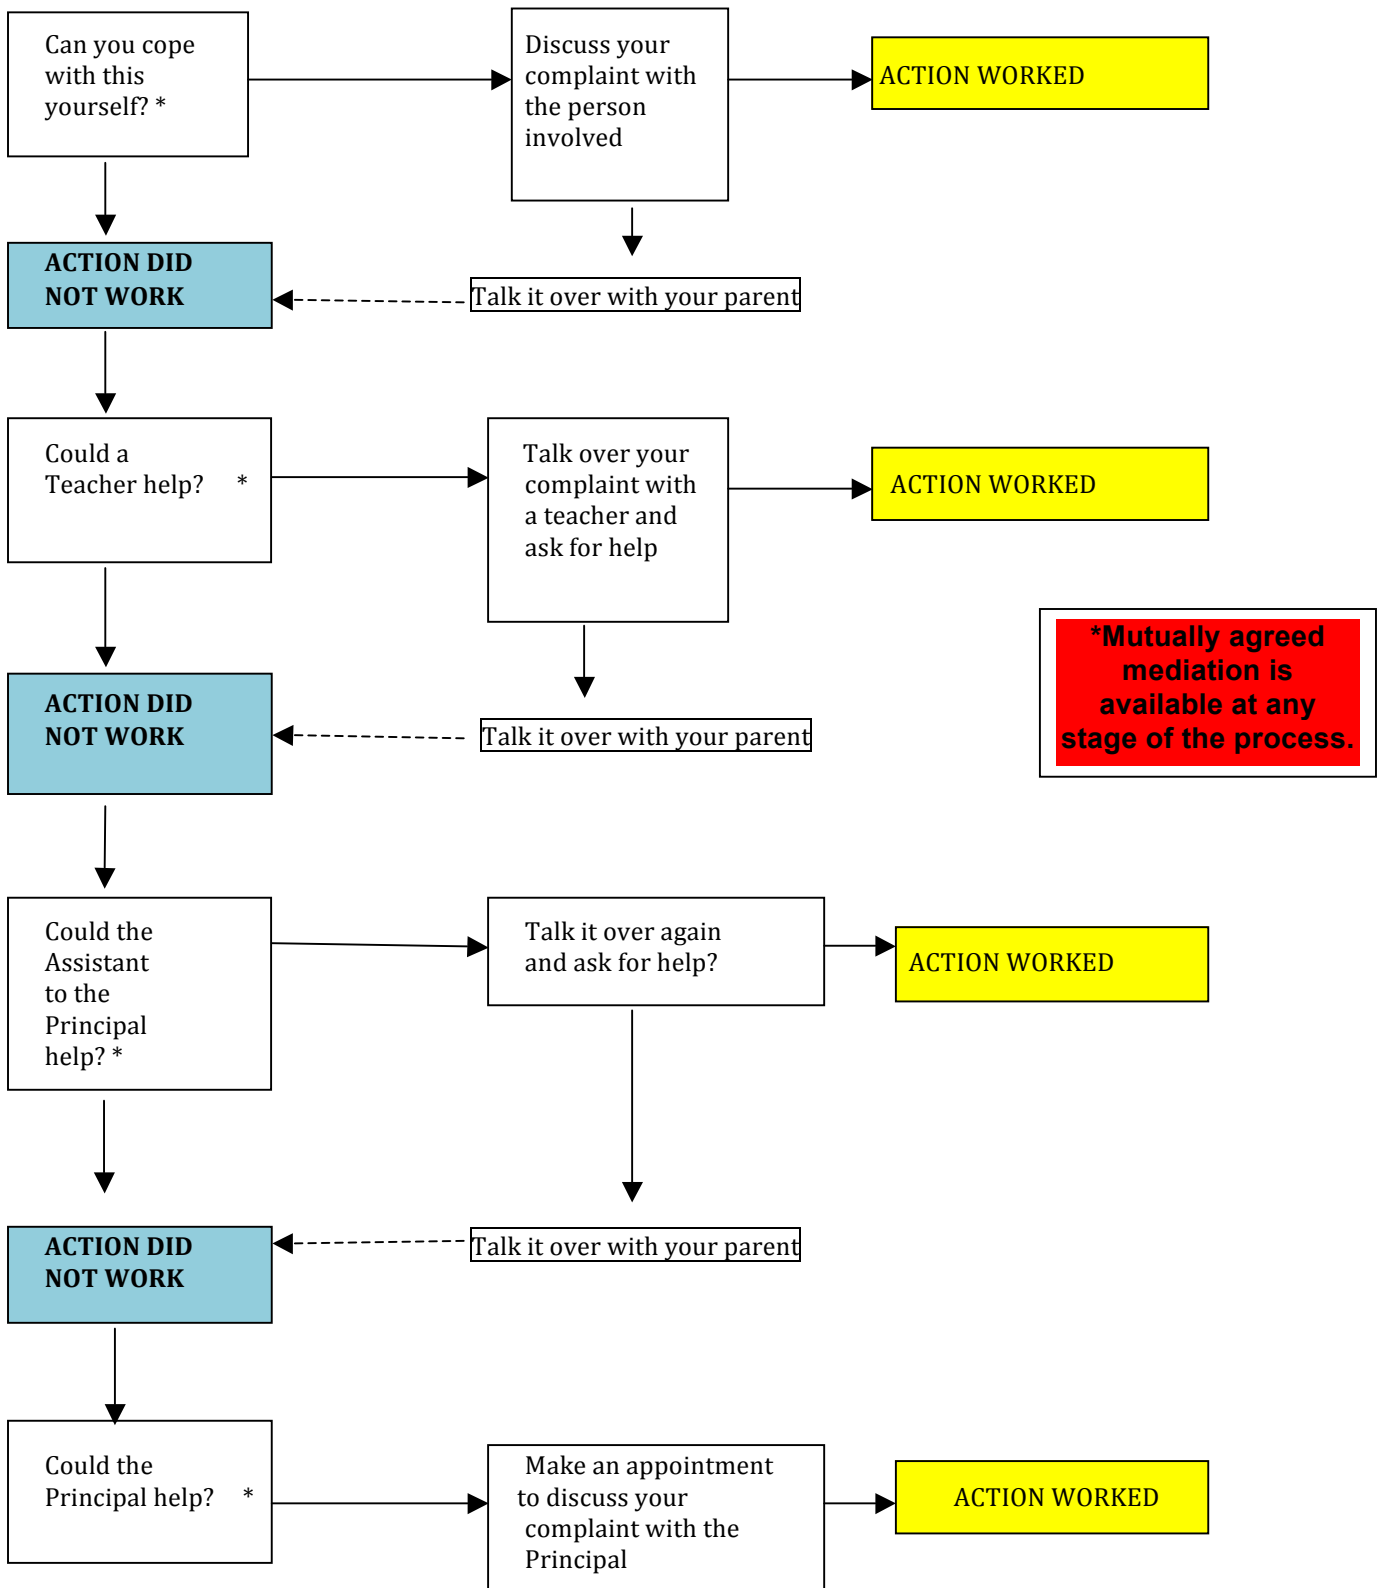 Can you cope
with this
yourself? *
Discuss your
complaint with
the person
involved
ACTION WORKED
ACTION DID
NOT WORK
Talk it over with your parent
Could a
Teacher help? *
Talk over your
complaint with
a teacher and
ask for help
ACTION WORKED
*Mutually agreed
mediation is
available at any
stage of the process.
ACTION DID
NOT WORK
Talk it over with your parent
Could the
Assistant
to the
Principal
help? *
Talk it over again
and ask for help?
ACTION WORKED
ACTION DID
NOT WORK
Talk it over with your parent
Could the
Principal help? *
Make an appointment
to discuss your
complaint with the
Principal
ACTION WORKED